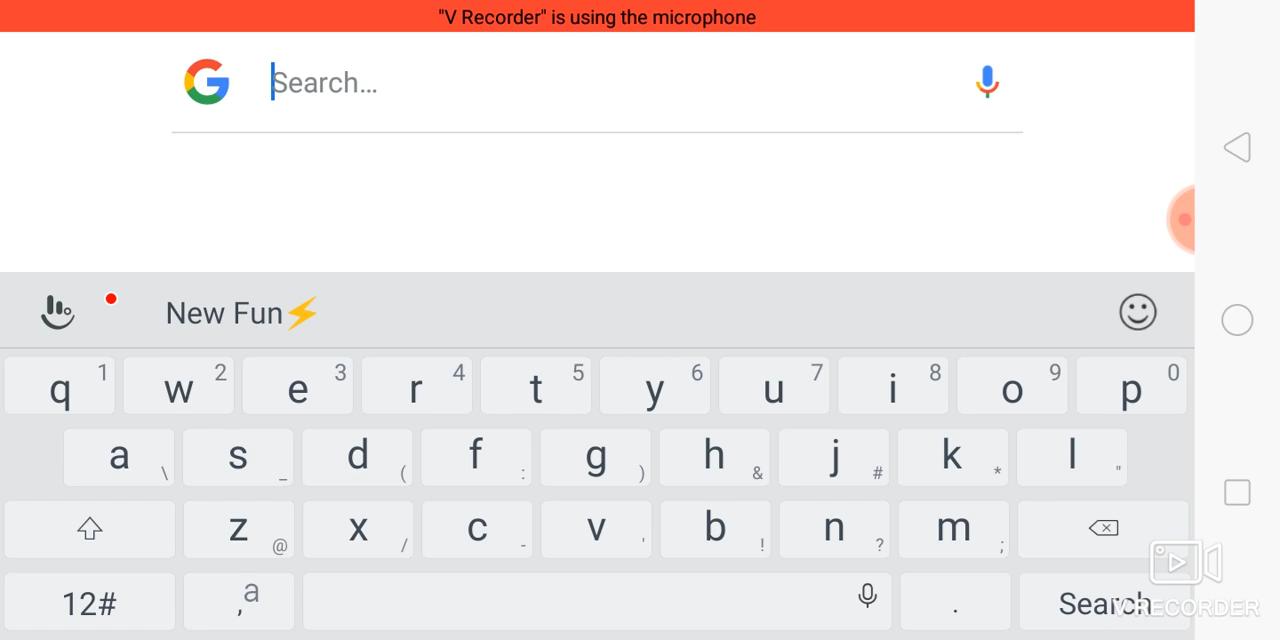 "V Recorder" is using the microphone
G Search...
New Fun⚡
q 1 w 2 e 3 r 4 t 5 y 6 u 7 i 8 o 9 p 0
a \ s _ d ( f : g ) h & j # k * l "
z @ x / c - v ' b ! n ? m ;
12# , a . Search
V RECORDER